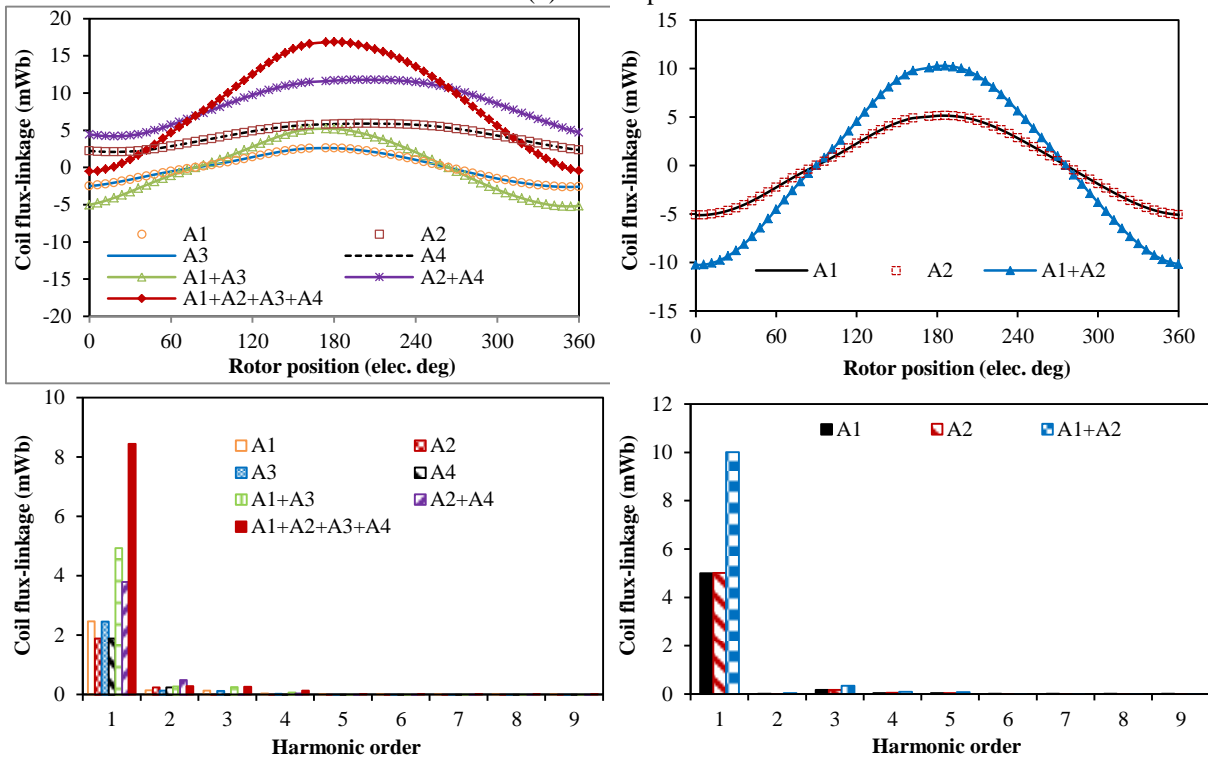 20
15
10
5
0
-5
-10
-15
-20
Coil flux-linkage (mWb)
A1
A2
A3
A4
A1+A3
A2+A4
A1+A2+A3+A4
0 60 120 180 240 300 360
Rotor position (elec. deg)
15
10
5
0
-5
-10
-15
Coil flux-linkage (mWb)
A1 A2 A1+A2
0 60 120 180 240 300 360
Rotor position (elec. deg)
10
8
6
4
2
0
Coil flux-linkage (mWb)
A1
A2
A3
A4
A1+A3
A2+A4
A1+A2+A3+A4
1 2 3 4 5 6 7 8 9
Harmonic order
12
10
8
6
4
2
0
Coil flux-linkage (mWb)
A1 A2 A1+A2
1 2 3 4 5 6 7 8 9
Harmonic order